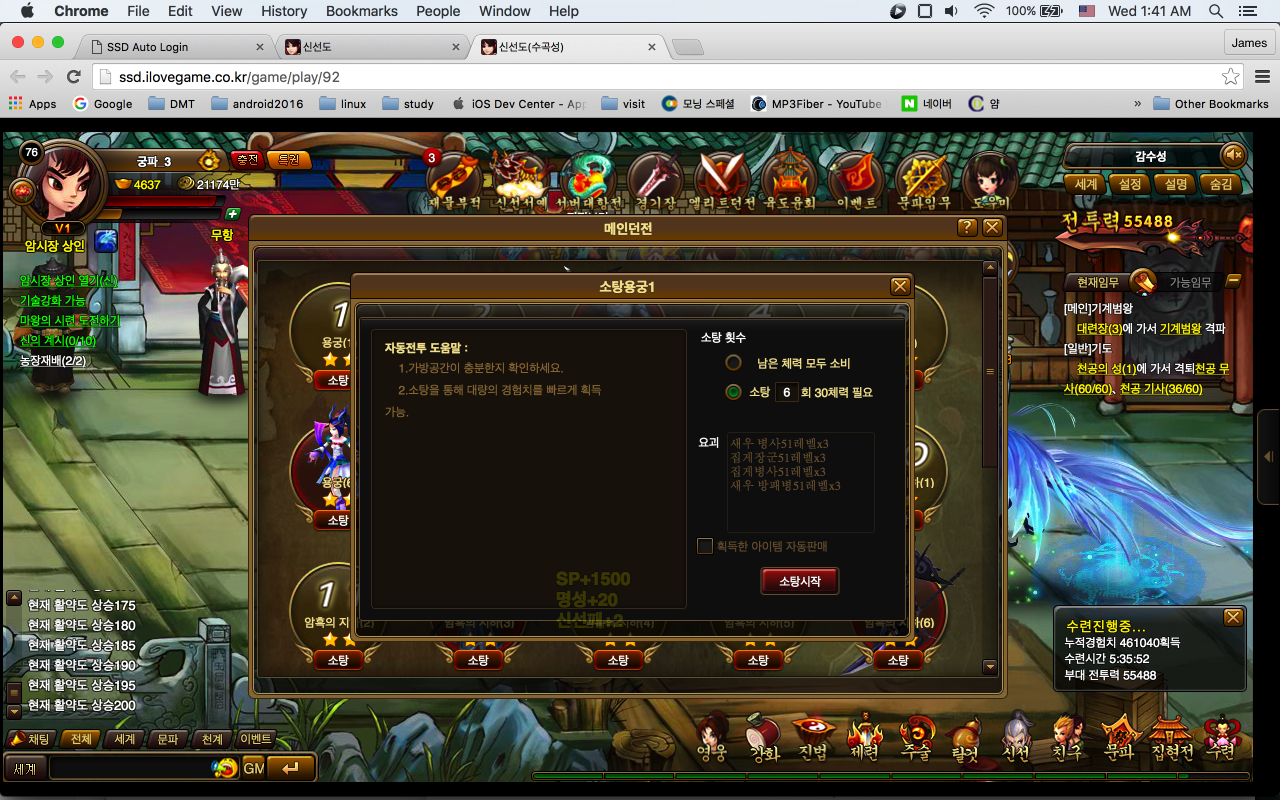 Chrome File Edit View History Bookmarks People Window Help 100% Wed 1:41 AM
SSD Auto Login 신선도 신선도(수곡성) James
ssd.ilovegame.co.kr/game/play/92
Apps Google DMT android2016 linux study iOS Dev Center - App visit 모닝 스페셜 MP3Fiber - YouTube 네이버 얌 » Other Bookmarks
76 궁파 3 충전 특권
4637 21174만
V1
암시장 상인
무항
3
재물부적 신선서예 서버대학전 경기장 엘리트던전 육도윤회 이벤트 문파임무 도우미
감수성
세계 설정 설명 숨김
전투력 55488
암시장 상인 열기(신)
기술강화 가능
마왕의 시련 도전하기
신의 계시(0/10)
농장재배(2/2)
메인던전 ?
소탕용궁1
자동전투 도움말 :
1.가방공간이 충분한지 확인하세요.
2.소탕을 통해 대량의 경험치를 빠르게 획득
가능.
소탕 횟수
남은 체력 모두 소비
소탕 6 회 30체력 필요
요괴
새우 병사51레벨x3
집게장군51레벨x3
집게병사51레벨x3
새우 방패병51레벨x3
획득한 아이템 자동판매
소탕시작
SP+1500
명성+20
신선패+2
소탕 소탕 소탕 소탕 소탕
현재임무 가능임무
[메인]기계범왕
대련장(3)에 가서 기계범왕 격파
[일반]기도
천공의 성(1)에 가서 격퇴천공 무
사(60/60)、천공 기사(36/60)
현재 활약도 상승175
현재 활약도 상승180
현재 활약도 상승185
현재 활약도 상승190
현재 활약도 상승195
현재 활약도 상승200
수련진행중...
누적경험치 461040획득
수련시간 5:35:52
부대 전투력 55488
채팅 전체 세계 문파 천계 이벤트
세계 GM
영웅 강화 진법 제련 주술 탈것 신선 친구 문파 집현전 수련